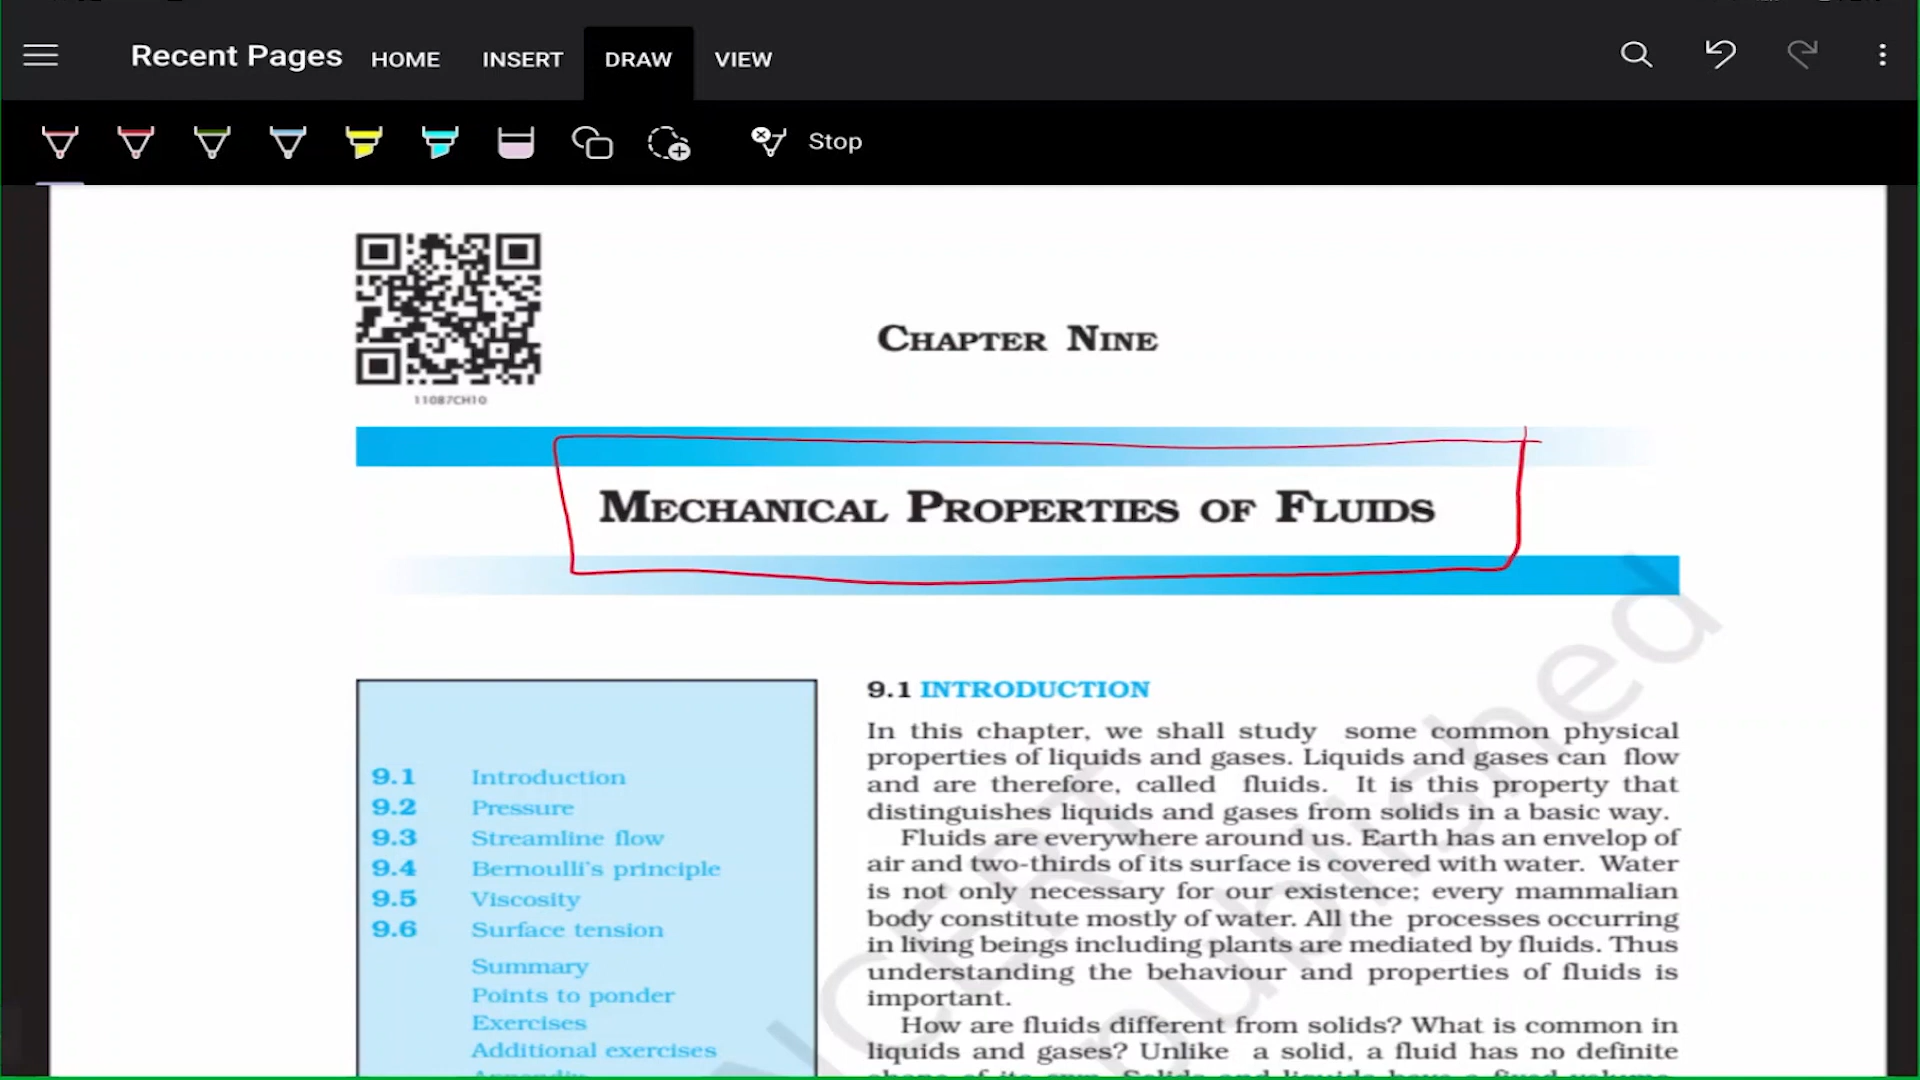 Recent Pages HOME INSERT DRAW VIEW
Stop
11087CH10
CHAPTER NINE
MECHANICAL PROPERTIES OF FLUIDS
9.1 Introduction
9.2 Pressure
9.3 Streamline flow
9.4 Bernoulli's principle
9.5 Viscosity
9.6 Surface tension
Summary
Points to ponder
Exercises
Additional exercises
9.1 INTRODUCTION
In this chapter, we shall study some common physical
properties of liquids and gases. Liquids and gases can flow
and are therefore, called fluids. It is this property that
distinguishes liquids and gases from solids in a basic way.
Fluids are everywhere around us. Earth has an envelop of
air and two-thirds of its surface is covered with water. Water
is not only necessary for our existence; every mammalian
body constitute mostly of water. All the processes occurring
in living beings including plants are mediated by fluids. Thus
understanding the behaviour and properties of fluids is
important.
How are fluids different from solids? What is common in
liquids and gases? Unlike a solid, a fluid has no definite
NCERT
published